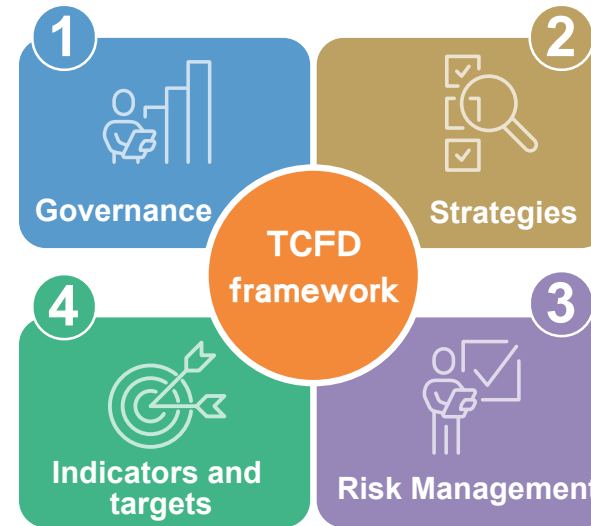 1
Governance
2
Strategies
TCFD
framework
4
Indicators and
targets
3
Risk Management